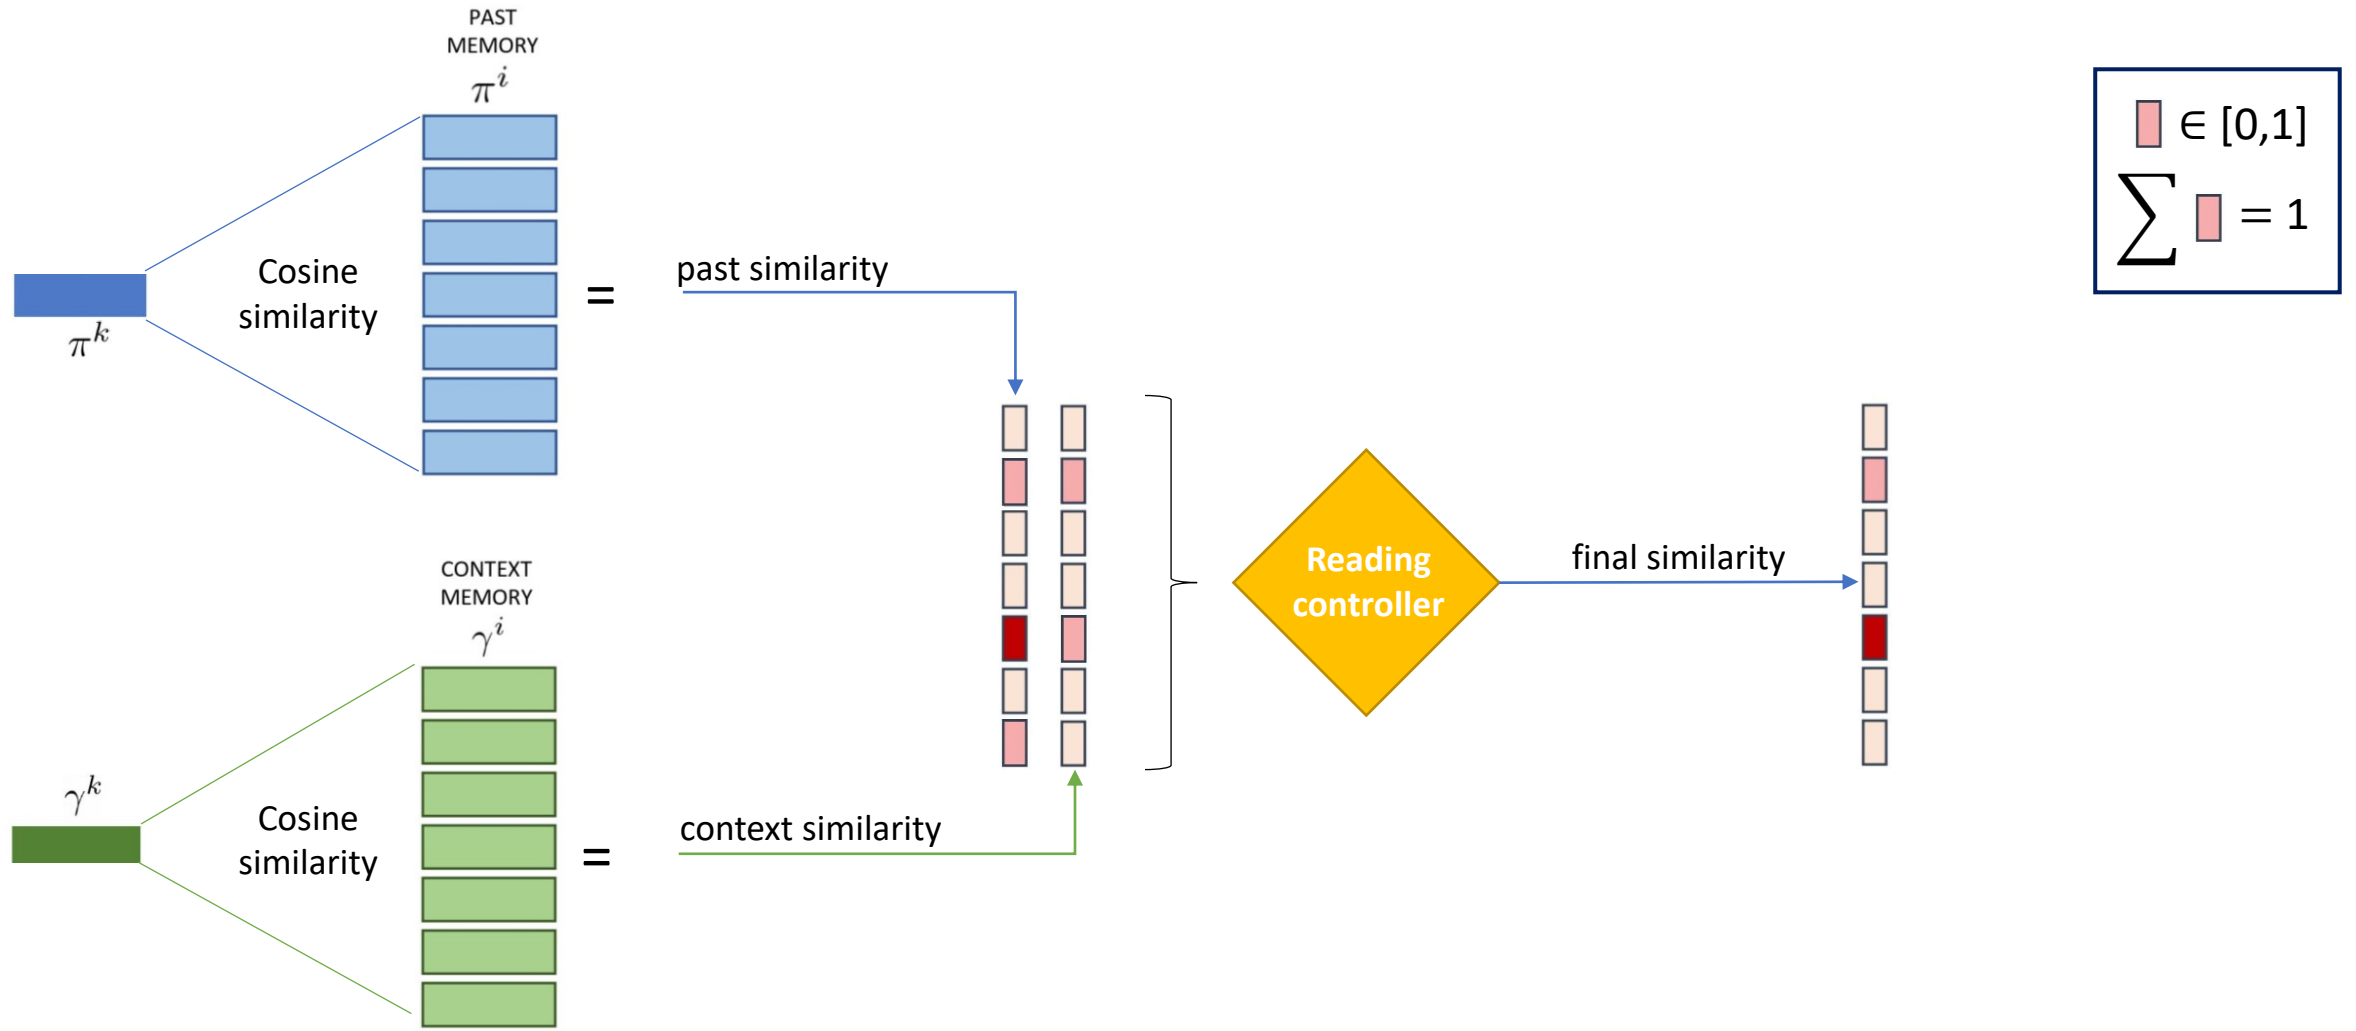 PAST
MEMORY
π^i
Cosine
similarity
π^k
=
past similarity
∈ [0,1]
∑ = 1
CONTEXT
MEMORY
γ^i
γ^k
Cosine
similarity
=
context similarity
Reading
controller
final similarity